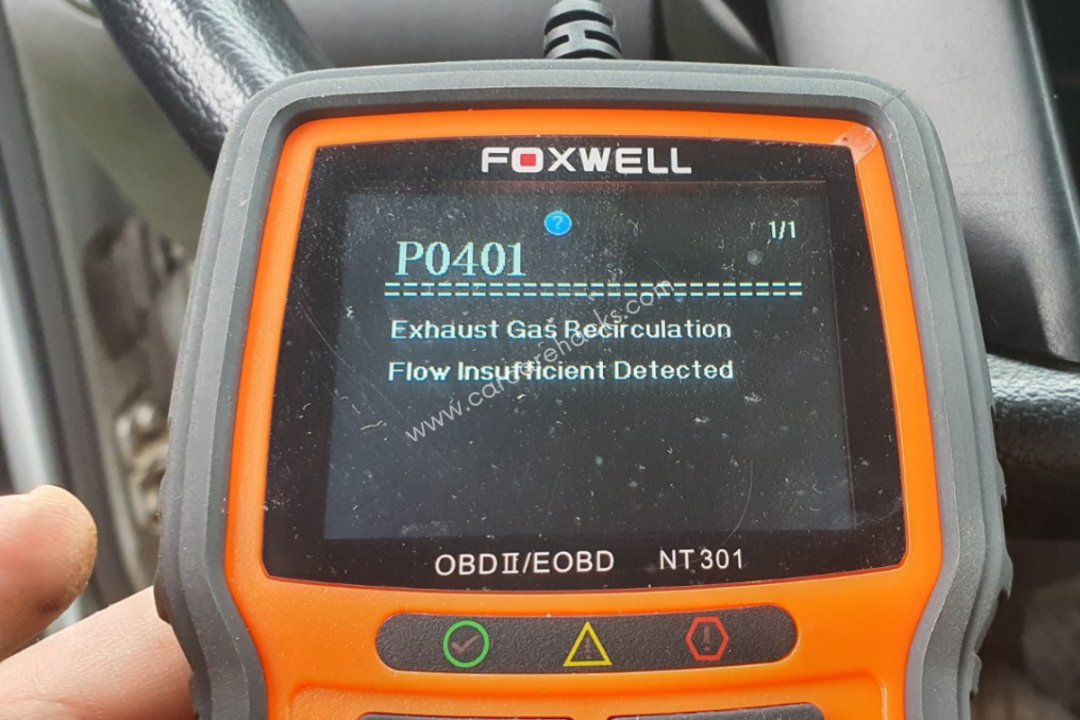 FOXWELL
?
1/1
P0401
Exhaust Gas Recirculation
Flow Insufficient Detected
www.carcarehacks.com
OBDII/EOBD NT301